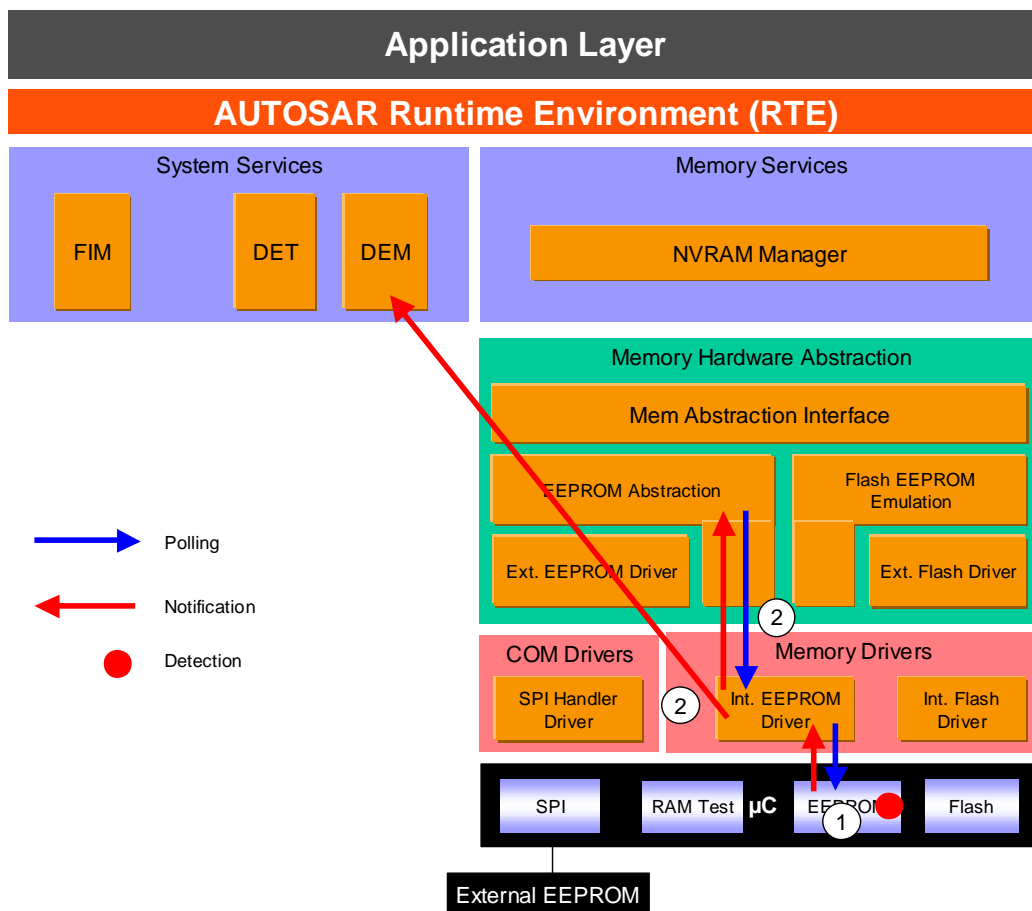 Application Layer
AUTOSAR Runtime Environment (RTE)
System Services
FIM
DET
DEM
Memory Services
NVRAM Manager
Memory Hardware Abstraction
Mem Abstraction Interface
EEPROM Abstraction
Flash EEPROM
Emulation
Ext. EEPROM Driver
Ext. Flash Driver
Polling
Notification
Detection
2
COM Drivers
SPI Handler
Driver
2
Memory Drivers
Int. EEPROM
Driver
Int. Flash
Driver
SPI
RAM Test
µC
EEPROM
1
Flash
External EEPROM